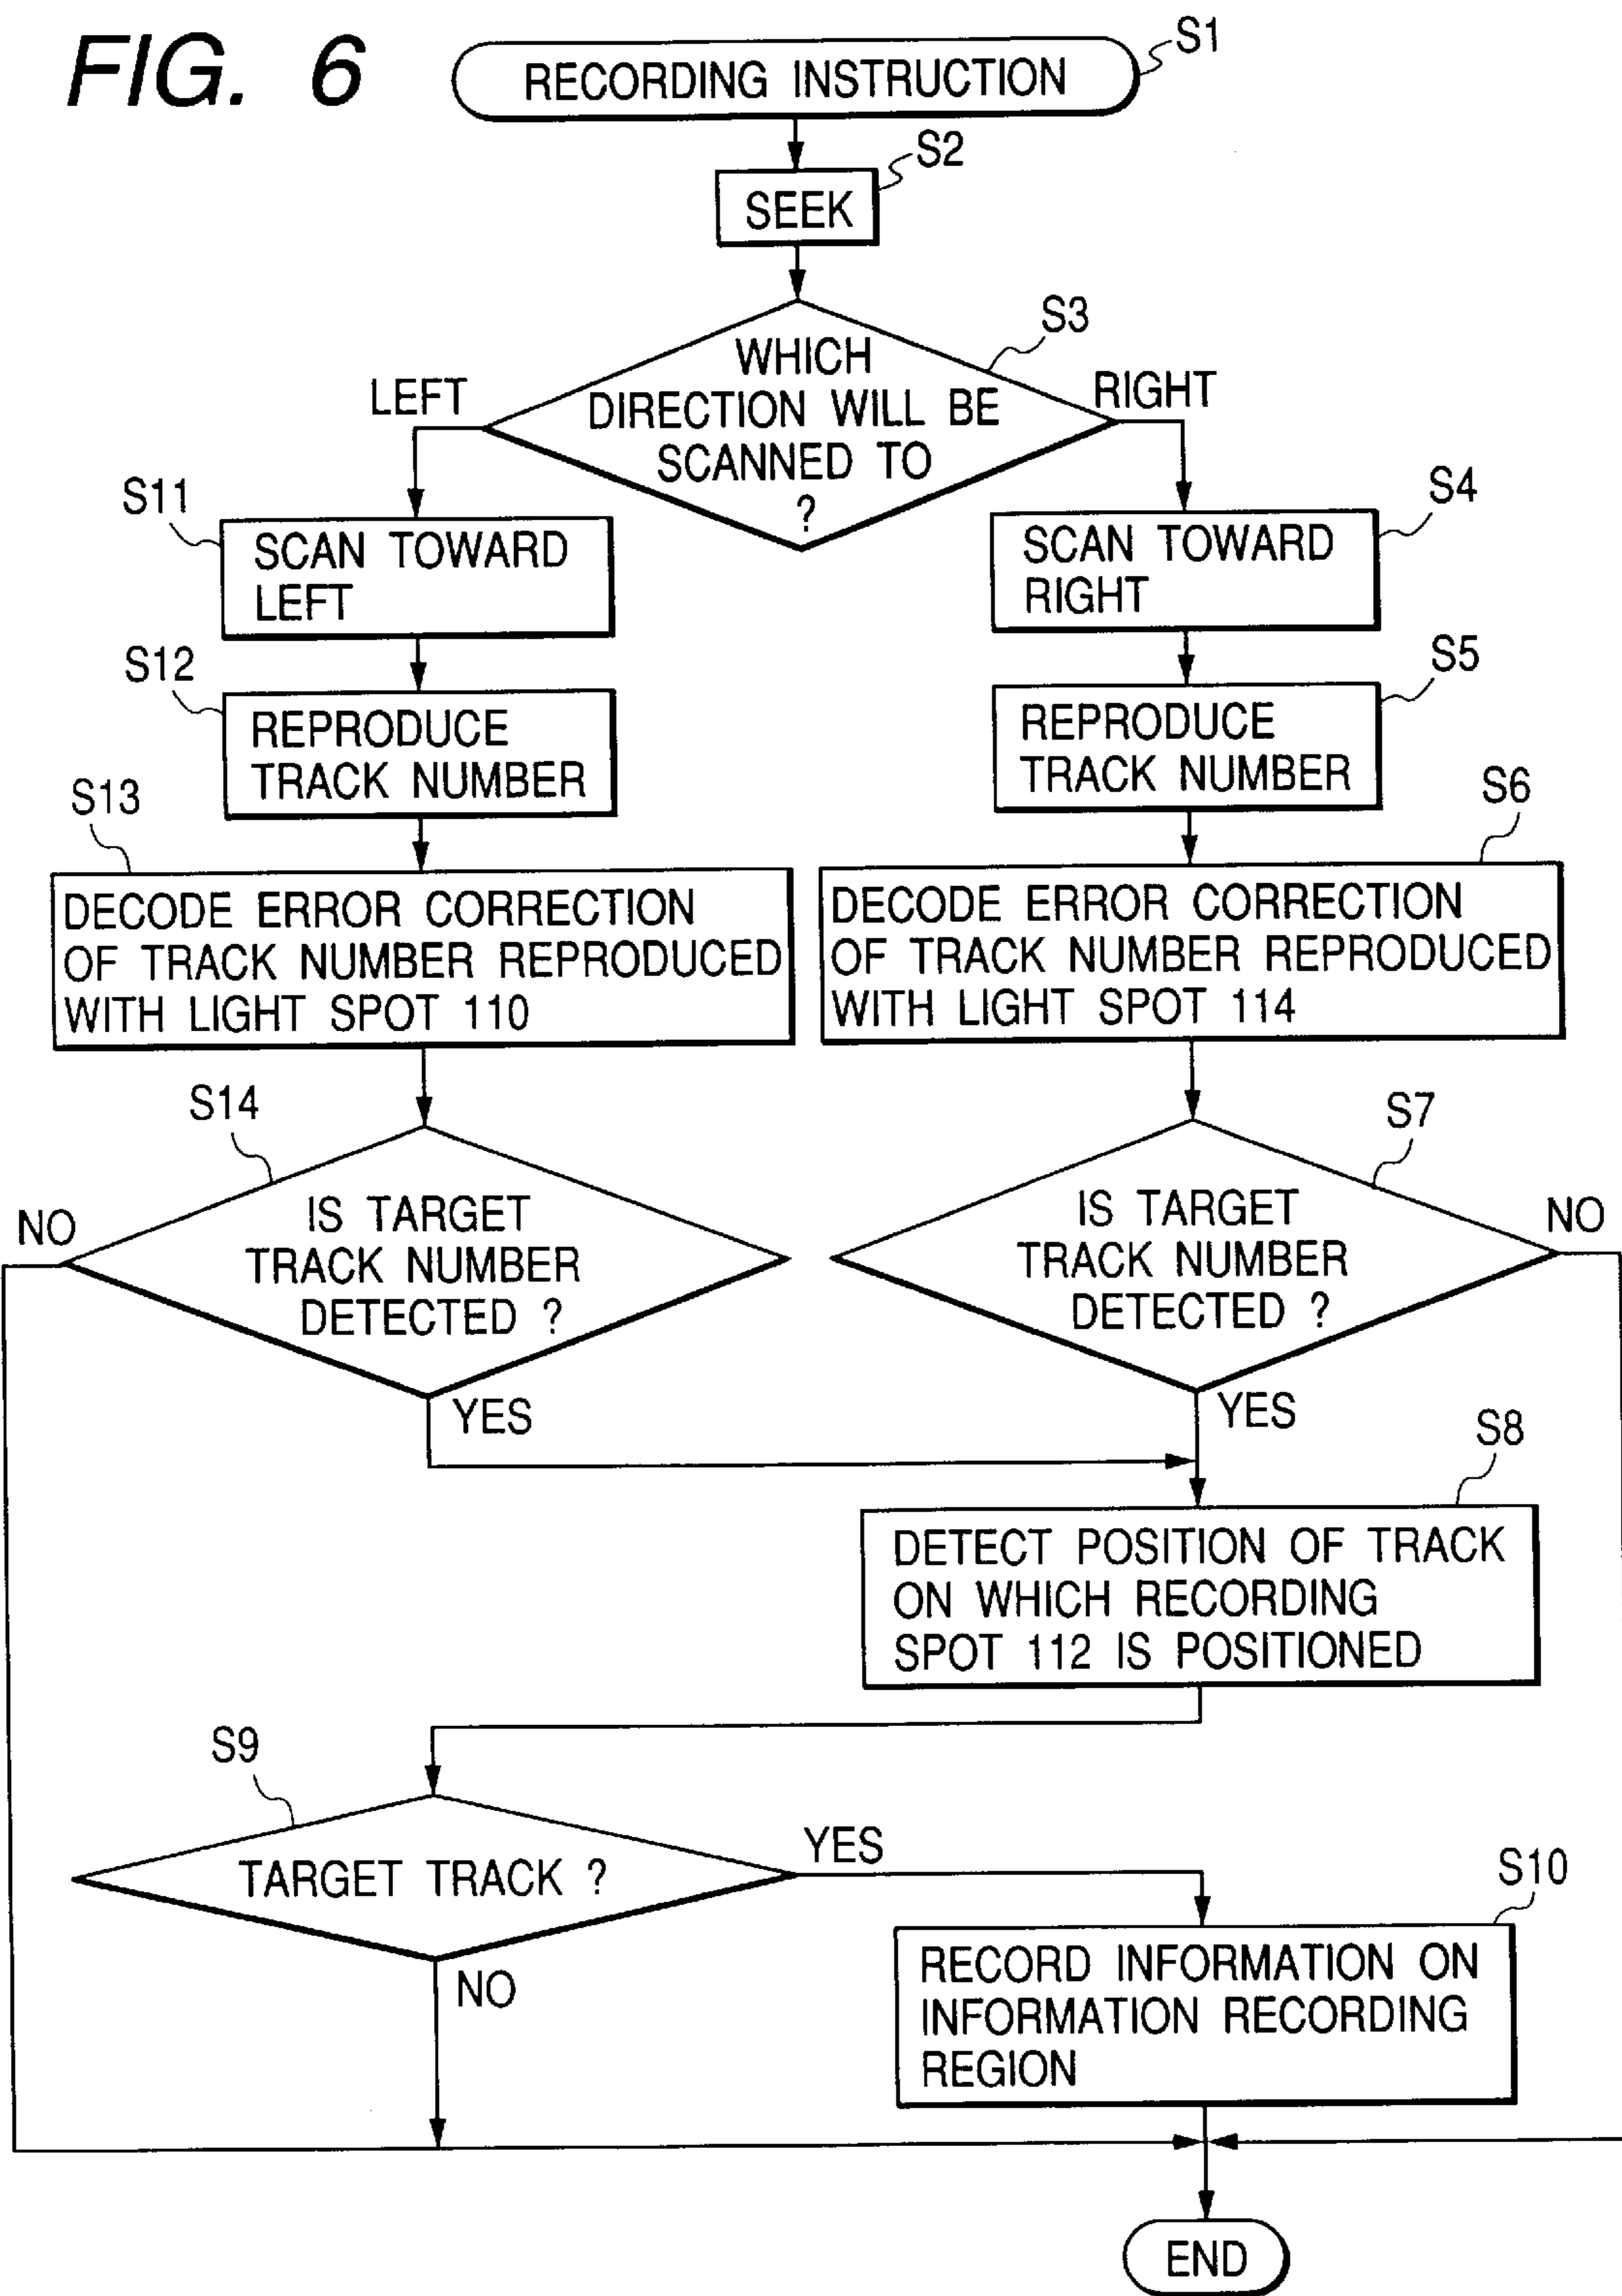 FIG. 6
RECORDING INSTRUCTION
S1
S2
SEEK
S3
WHICH
DIRECTION WILL BE
SCANNED TO
?
LEFT
RIGHT
S11
SCAN TOWARD
LEFT
S4
SCAN TOWARD
RIGHT
S12
REPRODUCE
TRACK NUMBER
S5
REPRODUCE
TRACK NUMBER
S13
DECODE ERROR CORRECTION
OF TRACK NUMBER REPRODUCED
WITH LIGHT SPOT 110
S6
DECODE ERROR CORRECTION
OF TRACK NUMBER REPRODUCED
WITH LIGHT SPOT 114
S14
NO
IS TARGET
TRACK NUMBER
DETECTED ?
YES
S7
IS TARGET
TRACK NUMBER
DETECTED ?
NO
YES
S8
DETECT POSITION OF TRACK
ON WHICH RECORDING
SPOT 112 IS POSITIONED
S9
TARGET TRACK ?
YES
NO
S10
RECORD INFORMATION ON
INFORMATION RECORDING
REGION
END